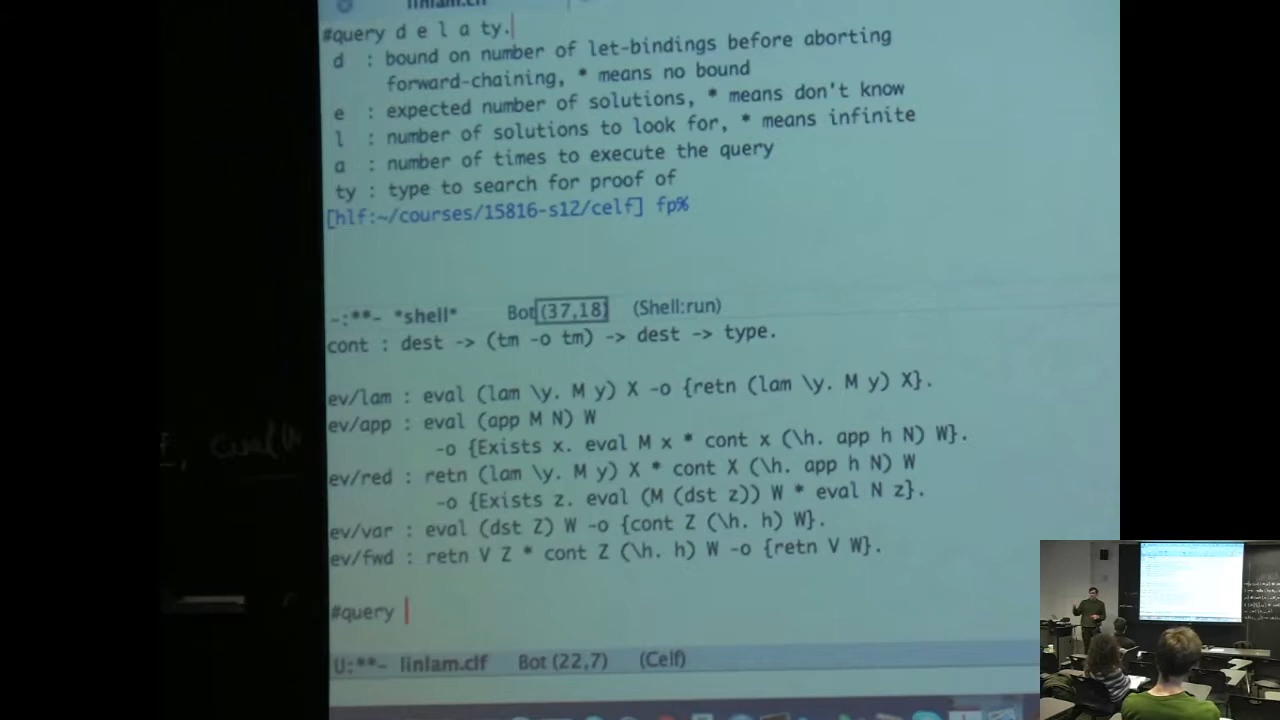 linlam.clf
#query d e l a ty.
d : bound on number of let-bindings before aborting
forward-chaining, * means no bound
e : expected number of solutions, * means don't know
l : number of solutions to look for, * means infinite
a : number of times to execute the query
ty : type to search for proof of
[hlf:~/courses/15816-s12/celf] fp%
-:**- *shell* Bot (37,18) (Shell:run)
cont : dest -> (tm -o tm) -> dest -> type.
ev/lam : eval (lam \y. M y) X -o {retn (lam \y. M y) X}.
ev/app : eval (app M N) W
-o {Exists x. eval M x * cont x (\h. app h N) W}.
ev/red : retn (lam \y. M y) X * cont X (\h. app h N) W
-o {Exists z. eval (M (dst z)) W * eval N z}.
ev/var : eval (dst Z) W -o {cont Z (\h. h) W}.
ev/fwd : retn V Z * cont Z (\h. h) W -o {retn V W}.
#query
U:**- linlam.clf Bot (22,7) (Celf)